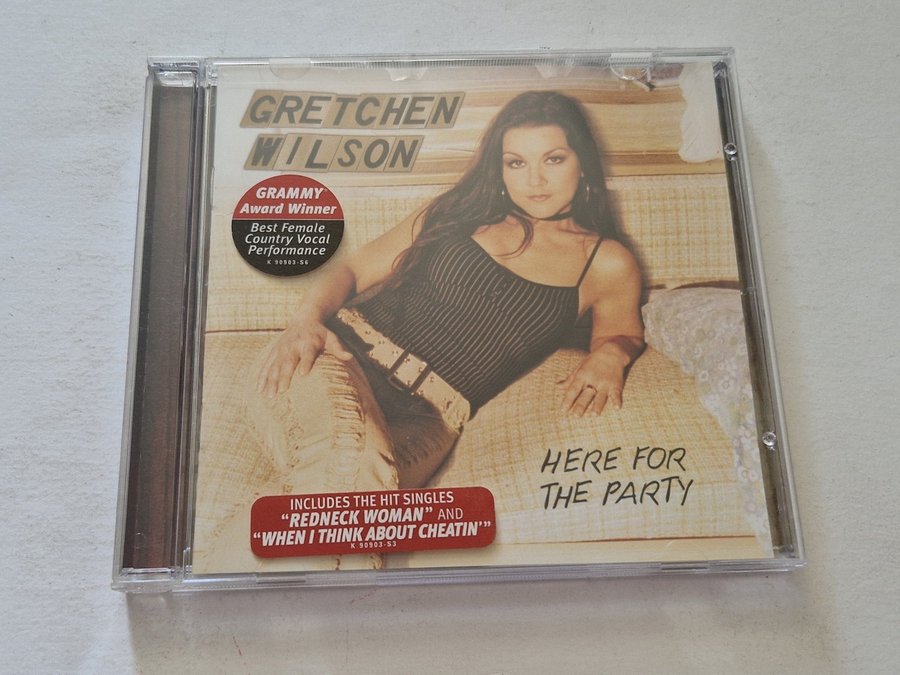 GRETCHEN
WILSON
GRAMMY®
Award Winner
Best Female
Country Vocal
Performance
K 90903-S6
HERE FOR
THE PARTY
INCLUDES THE HIT SINGLES
"REDNECK WOMAN" AND
"WHEN I THINK ABOUT CHEATIN'"
K 90903-S3